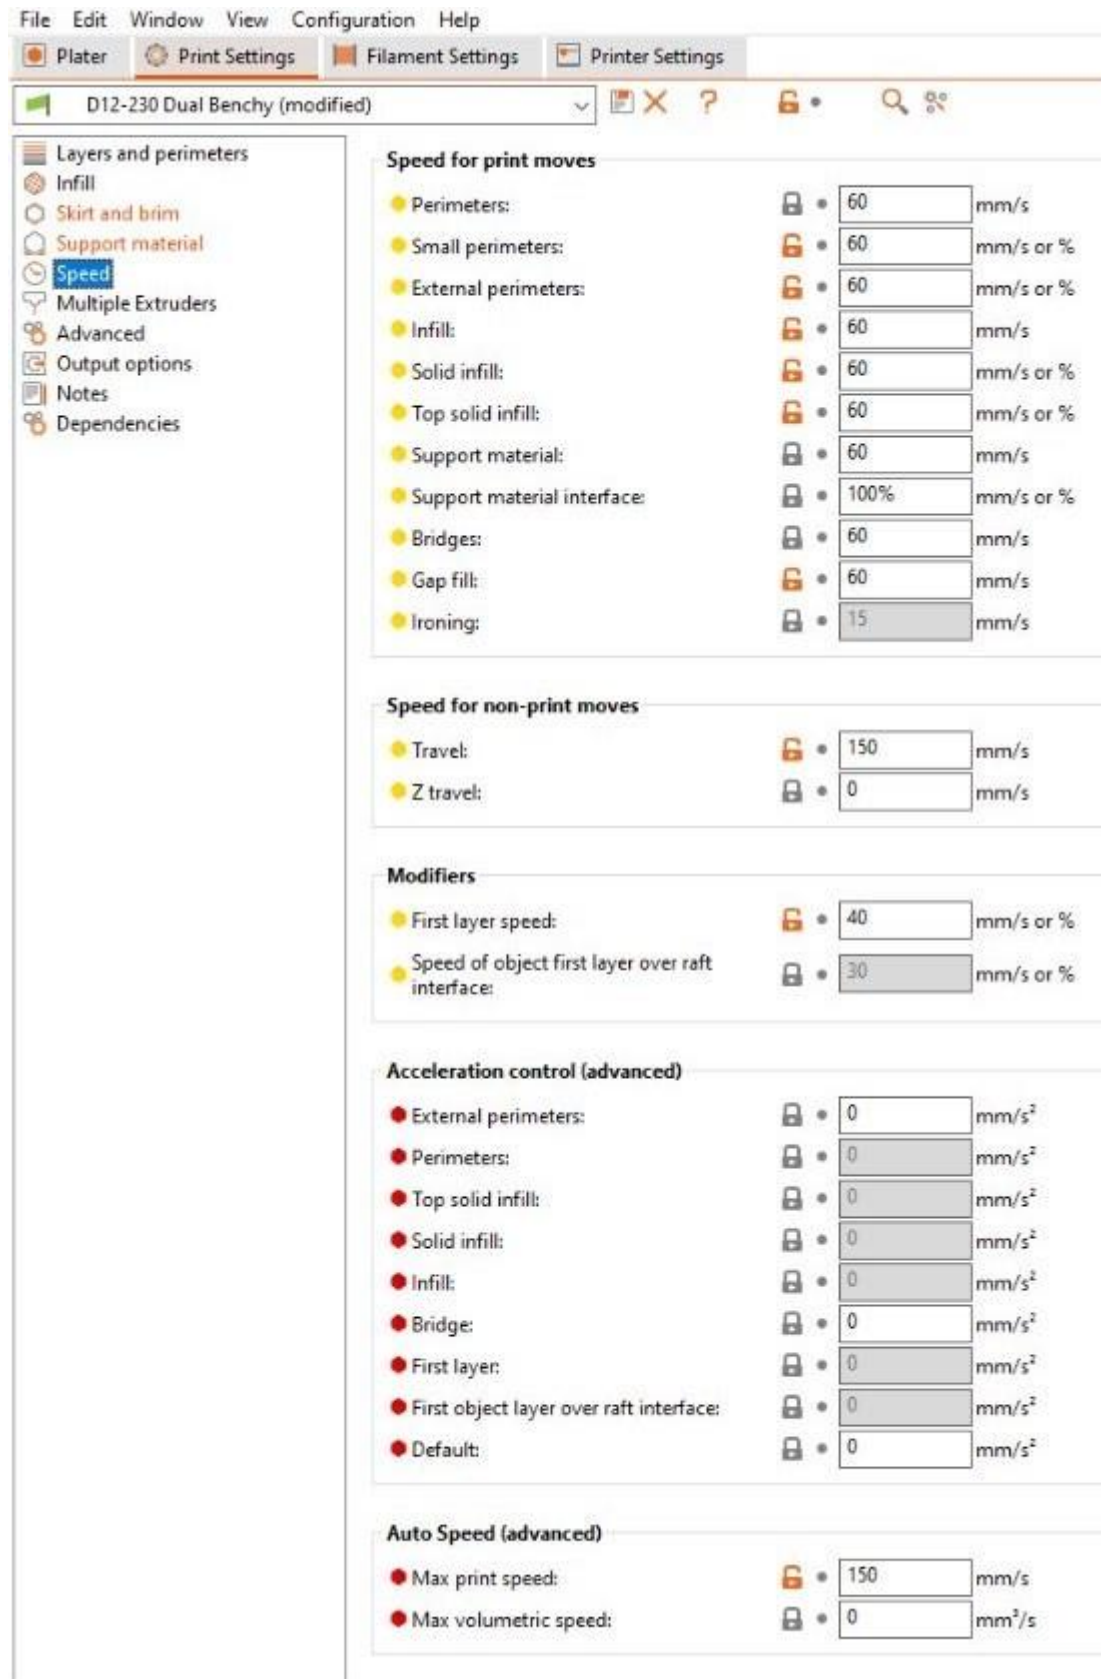 File Edit Window View Configuration Help
Plater Print Settings Filament Settings Printer Settings
D12-230 Dual Benchy (modified)
Layers and perimeters
Infill
Skirt and brim
Support material
Speed
Multiple Extruders
Advanced
Output options
Notes
Dependencies
Speed for print moves
Perimeters: 60 mm/s
Small perimeters: 60 mm/s or %
External perimeters: 60 mm/s or %
Infill: 60 mm/s
Solid infill: 60 mm/s or %
Top solid infill: 60 mm/s or %
Support material: 60 mm/s
Support material interface: 100% mm/s or %
Bridges: 60 mm/s
Gap fill: 60 mm/s
Ironing: 15 mm/s
Speed for non-print moves
Travel: 150 mm/s
Z travel: 0 mm/s
Modifiers
First layer speed: 40 mm/s or %
Speed of object first layer over raft
interface: 30 mm/s or %
Acceleration control (advanced)
External perimeters: 0 mm/s²
Perimeters: 0 mm/s²
Top solid infill: 0 mm/s²
Solid infill: 0 mm/s²
Infill: 0 mm/s²
Bridge: 0 mm/s²
First layer: 0 mm/s²
First object layer over raft interface: 0 mm/s²
Default: 0 mm/s²
Auto Speed (advanced)
Max print speed: 150 mm/s
Max volumetric speed: 0 mm³/s